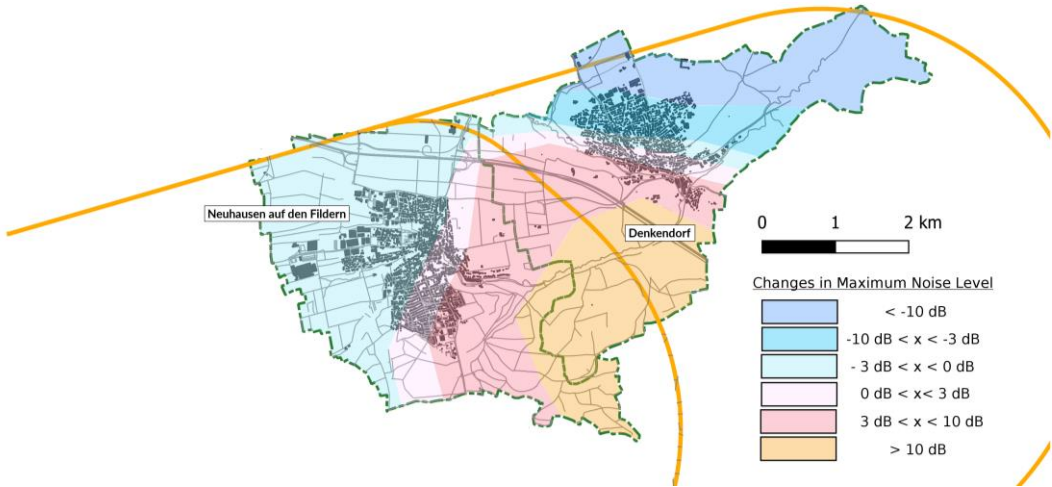 Neuhausen auf den Fildern
Denkendorf
0 1 2 km
Changes in Maximum Noise Level
< -10 dB
-10 dB < x < -3 dB
- 3 dB < x < 0 dB
0 dB < x< 3 dB
3 dB < x < 10 dB
> 10 dB